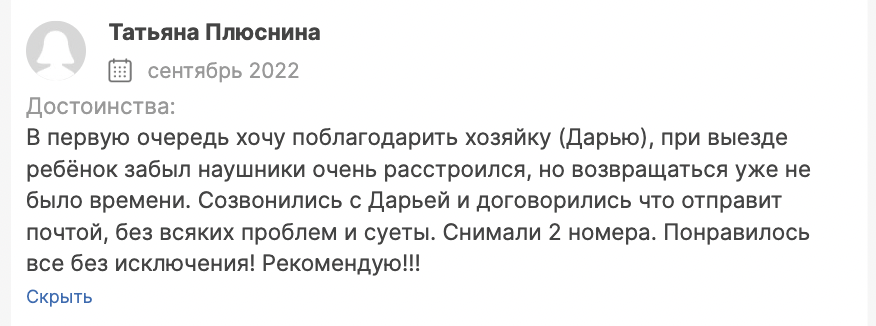 Татьяна Плюснина
сентябрь 2022
Достоинства:
В первую очередь хочу поблагодарить хозяйку (Дарью), при выезде
ребёнок забыл наушники очень расстроился, но возвращаться уже не
было времени. Созвонились с Дарьей и договорились что отправит
почтой, без всяких проблем и суеты. Снимали 2 номера. Понравилось
все без исключения! Рекомендую!!!
Скрыть